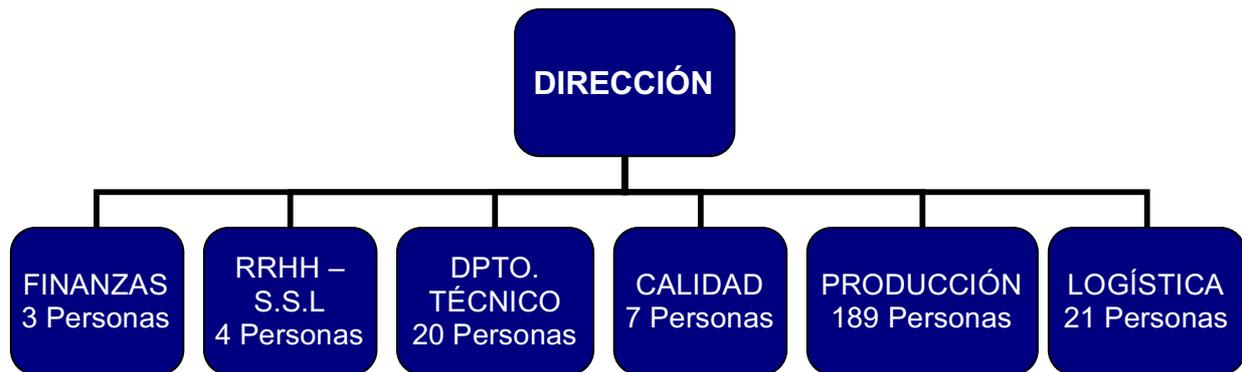 DIRECCIÓN
FINANZAS
3 Personas
RRHH –
S.S.L
4 Personas
DPTO.
TÉCNICO
20 Personas
CALIDAD
7 Personas
PRODUCCIÓN
189 Personas
LOGÍSTICA
21 Personas